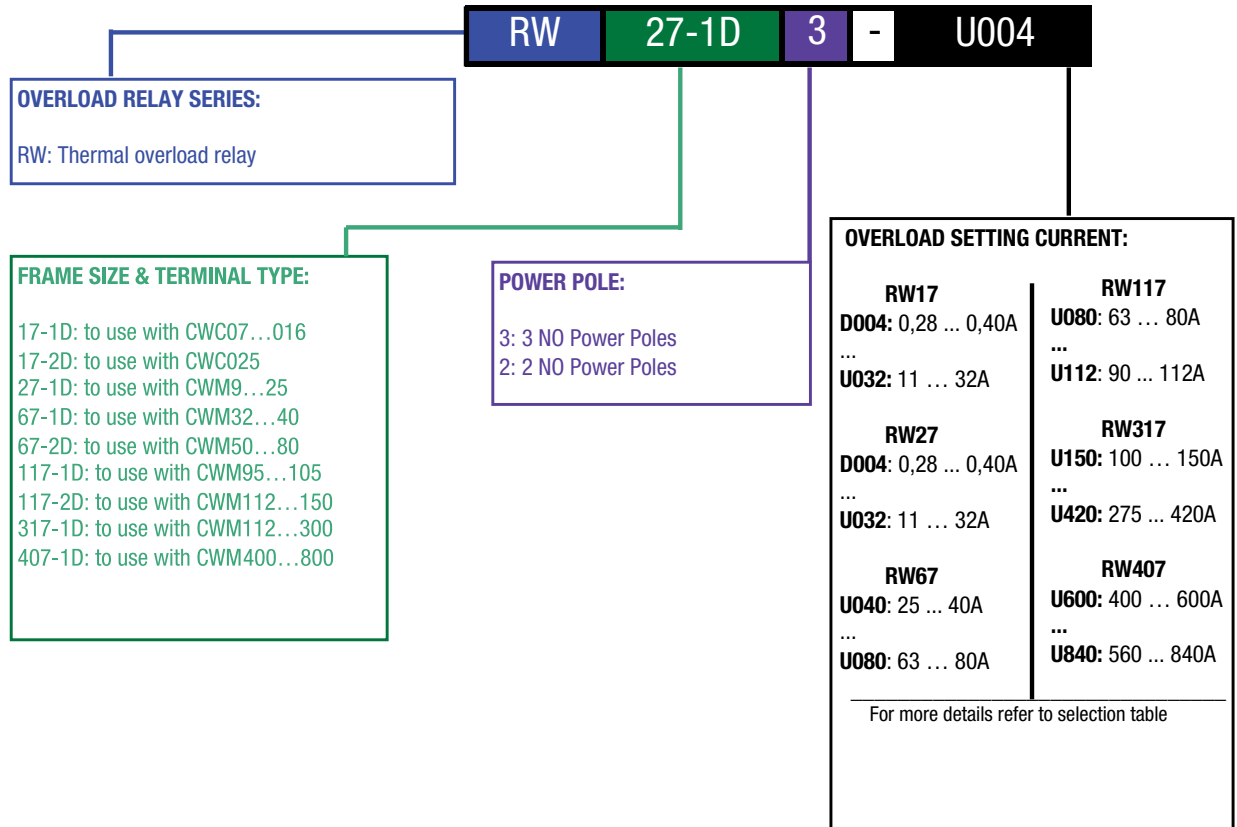 RW 27-1D 3 - U004
OVERLOAD RELAY SERIES:
RW: Thermal overload relay
FRAME SIZE & TERMINAL TYPE:
17-1D: to use with CWC07…016
17-2D: to use with CWC025
27-1D: to use with CWM9…25
67-1D: to use with CWM32…40
67-2D: to use with CWM50…80
117-1D: to use with CWM95…105
117-2D: to use with CWM112…150
317-1D: to use with CWM112…300
407-1D: to use with CWM400…800
POWER POLE:
3: 3 NO Power Poles
2: 2 NO Power Poles
OVERLOAD SETTING CURRENT:
RW17
D004: 0,28 ... 0,40A
...
U032: 11 … 32A
RW27
D004: 0,28 ... 0,40A
...
U032: 11 … 32A
RW67
U040: 25 ... 40A
...
U080: 63 … 80A
RW117
U080: 63 … 80A
...
U112: 90 ... 112A
RW317
U150: 100 … 150A
...
U420: 275 ... 420A
RW407
U600: 400 … 600A
...
U840: 560 ... 840A
For more details refer to selection table